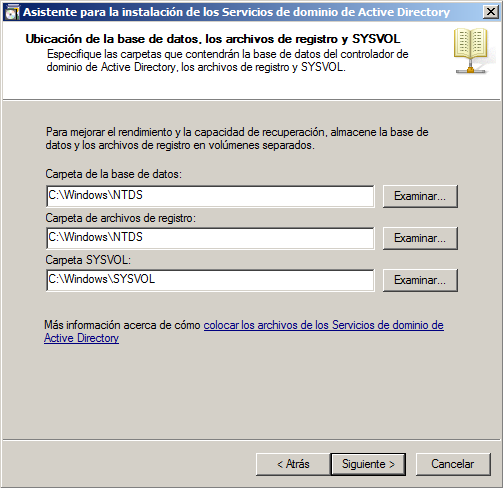 Asistente para la instalación de los Servicios de dominio de Active Directory
Ubicación de la base de datos, los archivos de registro y SYSVOL
Especifique las carpetas que contendrán la base de datos del controlador de
dominio de Active Directory, los archivos de registro y SYSVOL.
Para mejorar el rendimiento y la capacidad de recuperación, almacene la base de
datos y los archivos de registro en volúmenes separados.
Carpeta de la base de datos:
C:\Windows\NTDS
Examinar...
Carpeta de archivos de registro:
C:\Windows\NTDS
Examinar...
Carpeta SYSVOL:
C:\Windows\SYSVOL
Examinar...
Más información acerca de cómo colocar los archivos de los Servicios de dominio de
Active Directory
< Atrás
Siguiente >
Cancelar